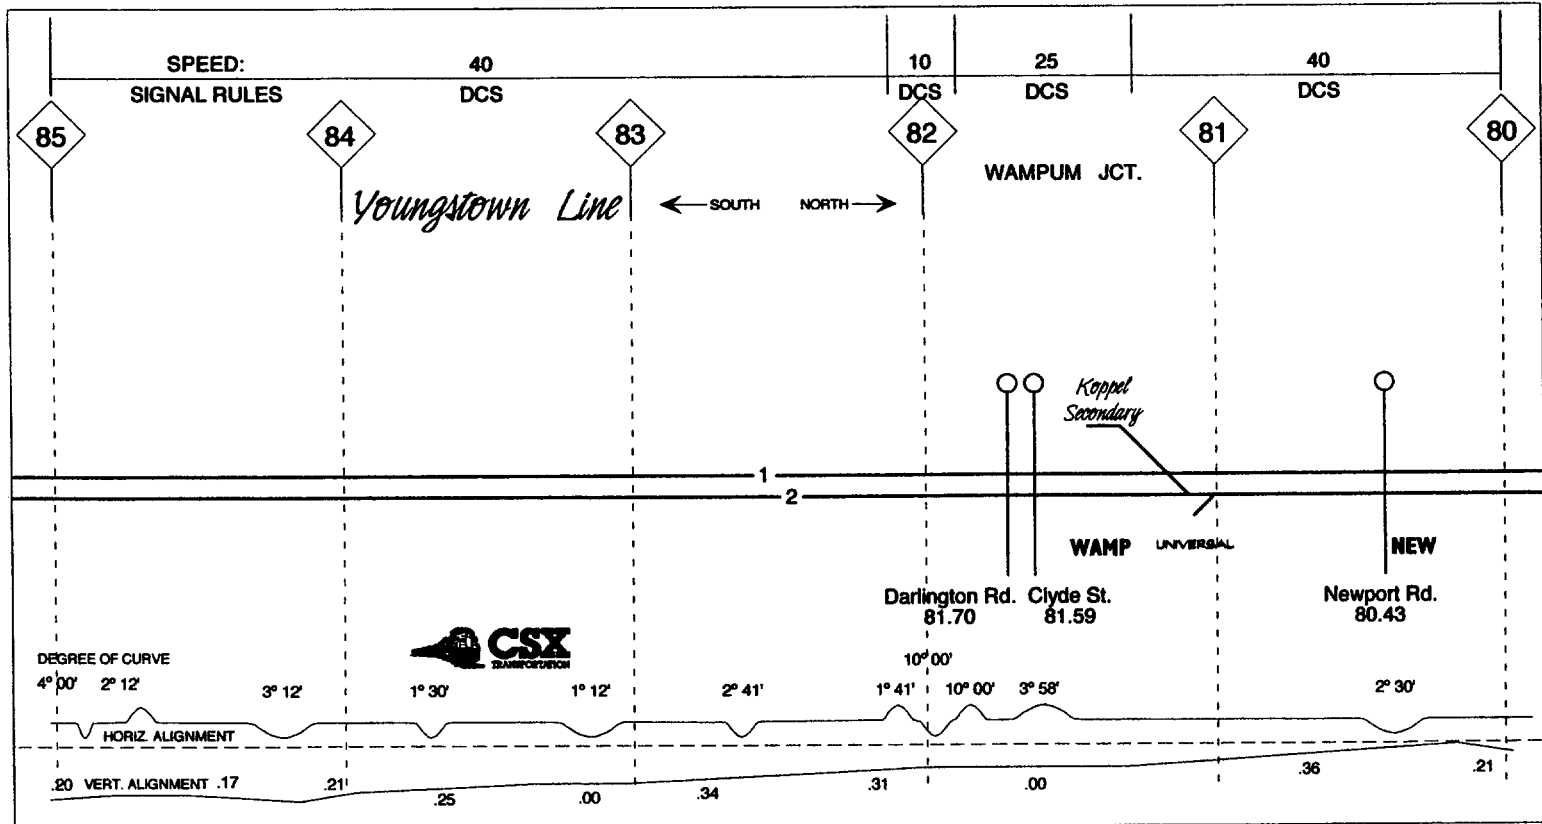 SPEED: 40 10 25 40
SIGNAL RULES DCS DCS DCS DCS
85 84 83 82 81 80
WAMPUM JCT.
Youngstown Line SOUTH NORTH
Koppel
Secondary
1
2
WAMP UNIVERSAL NEW
Darlington Rd. Clyde St. Newport Rd.
81.70 81.59 80.43
CSX
TRANSPORTATION
DEGREE OF CURVE
10° 00'
4° 00' 2° 12' 3° 12' 1° 30' 1° 12' 2° 41' 1° 41' 10° 00' 3° 58' 2° 30'
HORIZ. ALIGNMENT
.20 VERT. ALIGNMENT .17 .21 .25 .00 .34 .31 .00 .36 .21